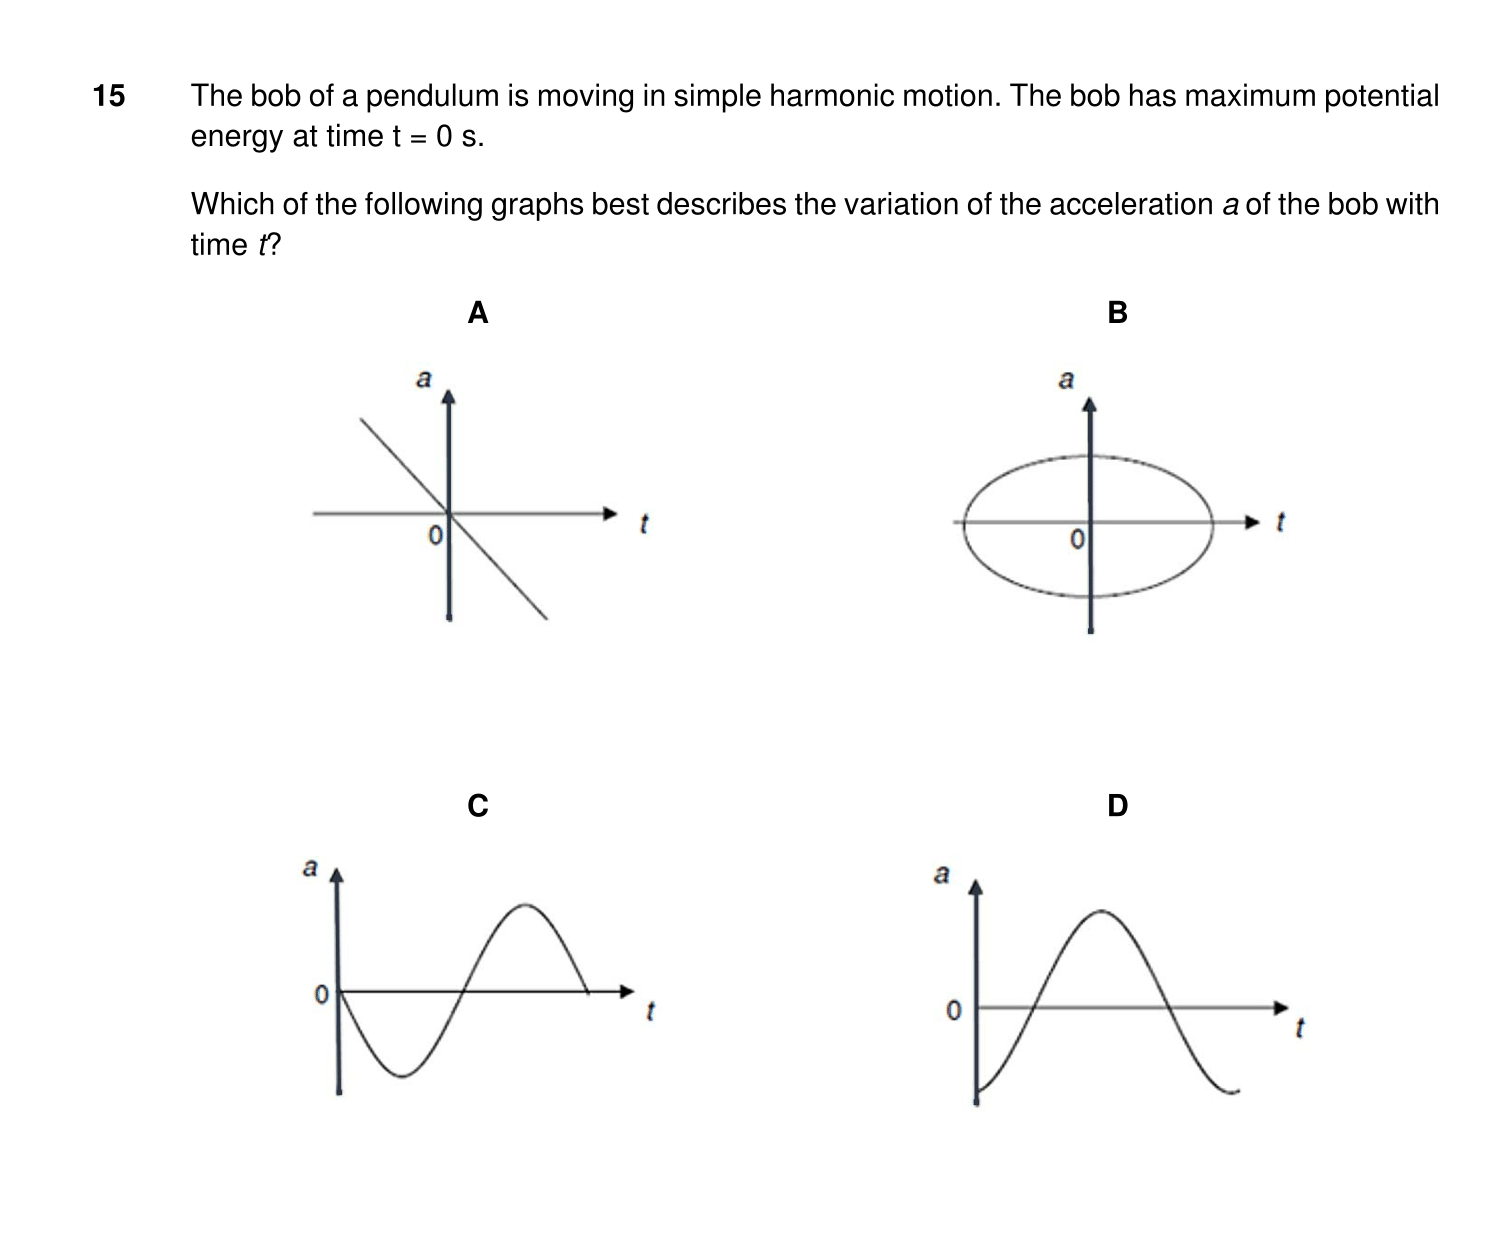 15 The bob of a pendulum is moving in simple harmonic motion. The bob has maximum potential
energy at time t = 0 s.
Which of the following graphs best describes the variation of the acceleration a of the bob with
time t?
A B
a
0
t
a
0
t
C D
a
0
t
a
0
t